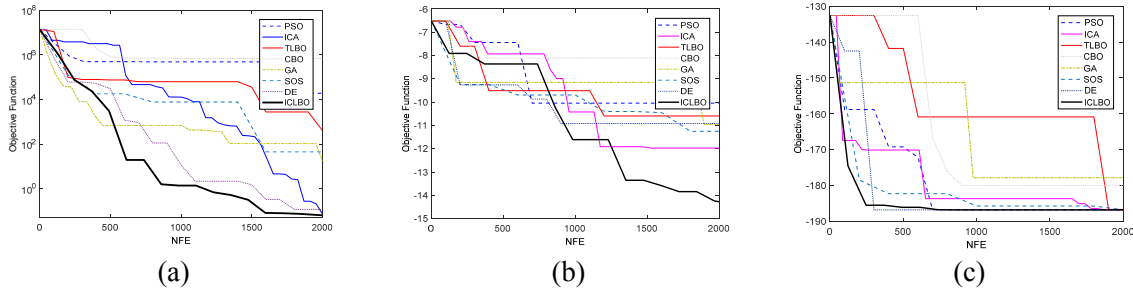 10^8
10^6
10^4
10^2
10^0
Objective Function
0 500 1000 1500 2000
NFE
PSO
ICA
TLBO
CBO
GA
SOS
DE
ICLBO
(a)
-6
-7
-8
-9
-10
-11
-12
-13
-14
-15
Objective Function
0 500 1000 1500 2000
NFE
PSO
ICA
TLBO
CBO
GA
SOS
DE
ICLBO
(b)
-130
-140
-150
-160
-170
-180
-190
Objective Function
0 500 1000 1500 2000
NFE
PSO
ICA
TLBO
CBO
GA
SOS
DE
ICLBO
(c)